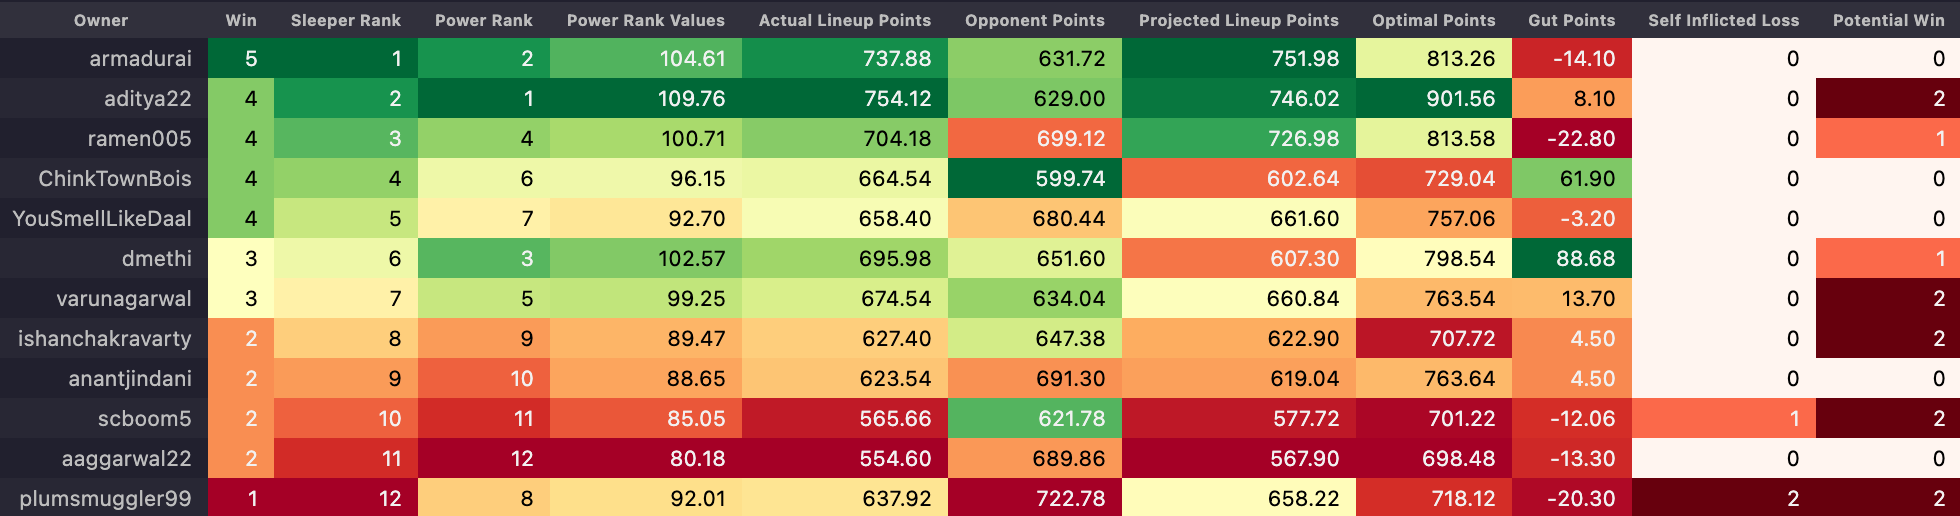 Owner Win Sleeper Rank Power Rank Power Rank Values Actual Lineup Points Opponent Points Projected Lineup Points Optimal Points Gut Points Self Inflicted Loss Potential Win
armadurai 5 1 2 104.61 737.88 631.72 751.98 813.26 -14.10 0 0
aditya22 4 2 1 109.76 754.12 629.00 746.02 901.56 8.10 0 2
ramen005 4 3 4 100.71 704.18 699.12 726.98 813.58 -22.80 0 1
ChinkTownBois 4 4 6 96.15 664.54 599.74 602.64 729.04 61.90 0 0
YouSmellLikeDaal 4 5 7 92.70 658.40 680.44 661.60 757.06 -3.20 0 0
dmethi 3 6 3 102.57 695.98 651.60 607.30 798.54 88.68 0 1
varunagarwal 3 7 5 99.25 674.54 634.04 660.84 763.54 13.70 0 2
ishanchakravarty 2 8 9 89.47 627.40 647.38 622.90 707.72 4.50 0 2
anantjindani 2 9 10 88.65 623.54 691.30 619.04 763.64 4.50 0 0
scboom5 2 10 11 85.05 565.66 621.78 577.72 701.22 -12.06 1 2
aaggarwal22 2 11 12 80.18 554.60 689.86 567.90 698.48 -13.30 0 0
plumsmuggler99 1 12 8 92.01 637.92 722.78 658.22 718.12 -20.30 2 2